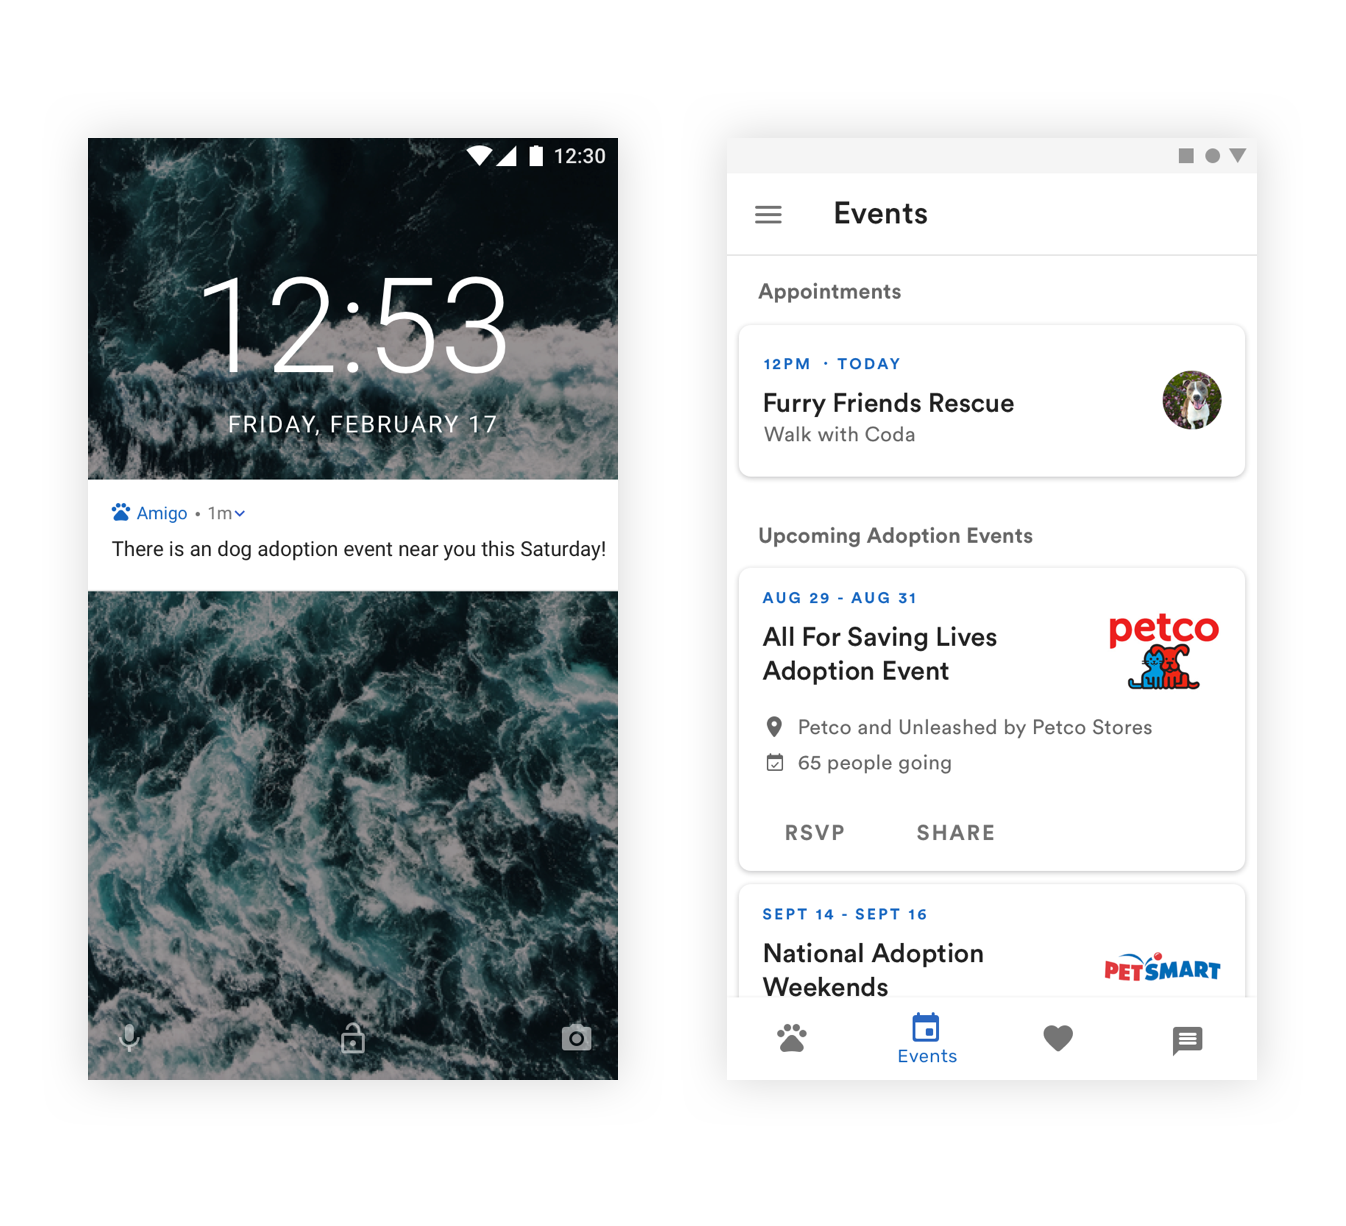 12:30
12:53
FRIDAY, FEBRUARY 17
Amigo • 1m
There is an dog adoption event near you this Saturday!
Events
Appointments
12PM · TODAY
Furry Friends Rescue
Walk with Coda
Upcoming Adoption Events
AUG 29 - AUG 31
All For Saving Lives
Adoption Event
petco
Petco and Unleashed by Petco Stores
65 people going
RSVP SHARE
SEPT 14 - SEPT 16
National Adoption
Weekends
PETSMART
Events